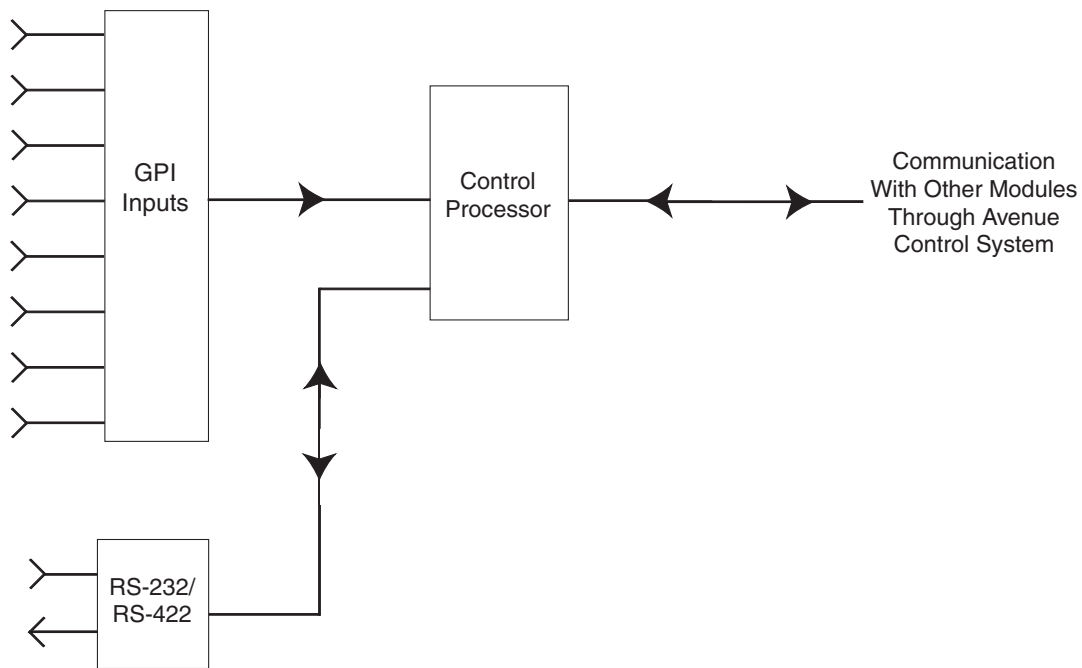 GPI
Inputs
Control
Processor
Communication
With Other Modules
Through Avenue
Control System
RS-232/
RS-422